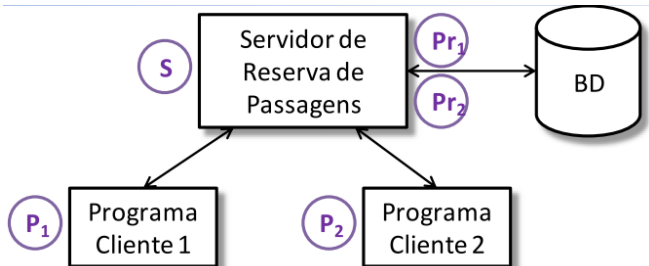 S
Servidor de
Reserva de
Passagens
Pr₁
Pr₂
BD
P₁
Programa
Cliente 1
P₂
Programa
Cliente 2